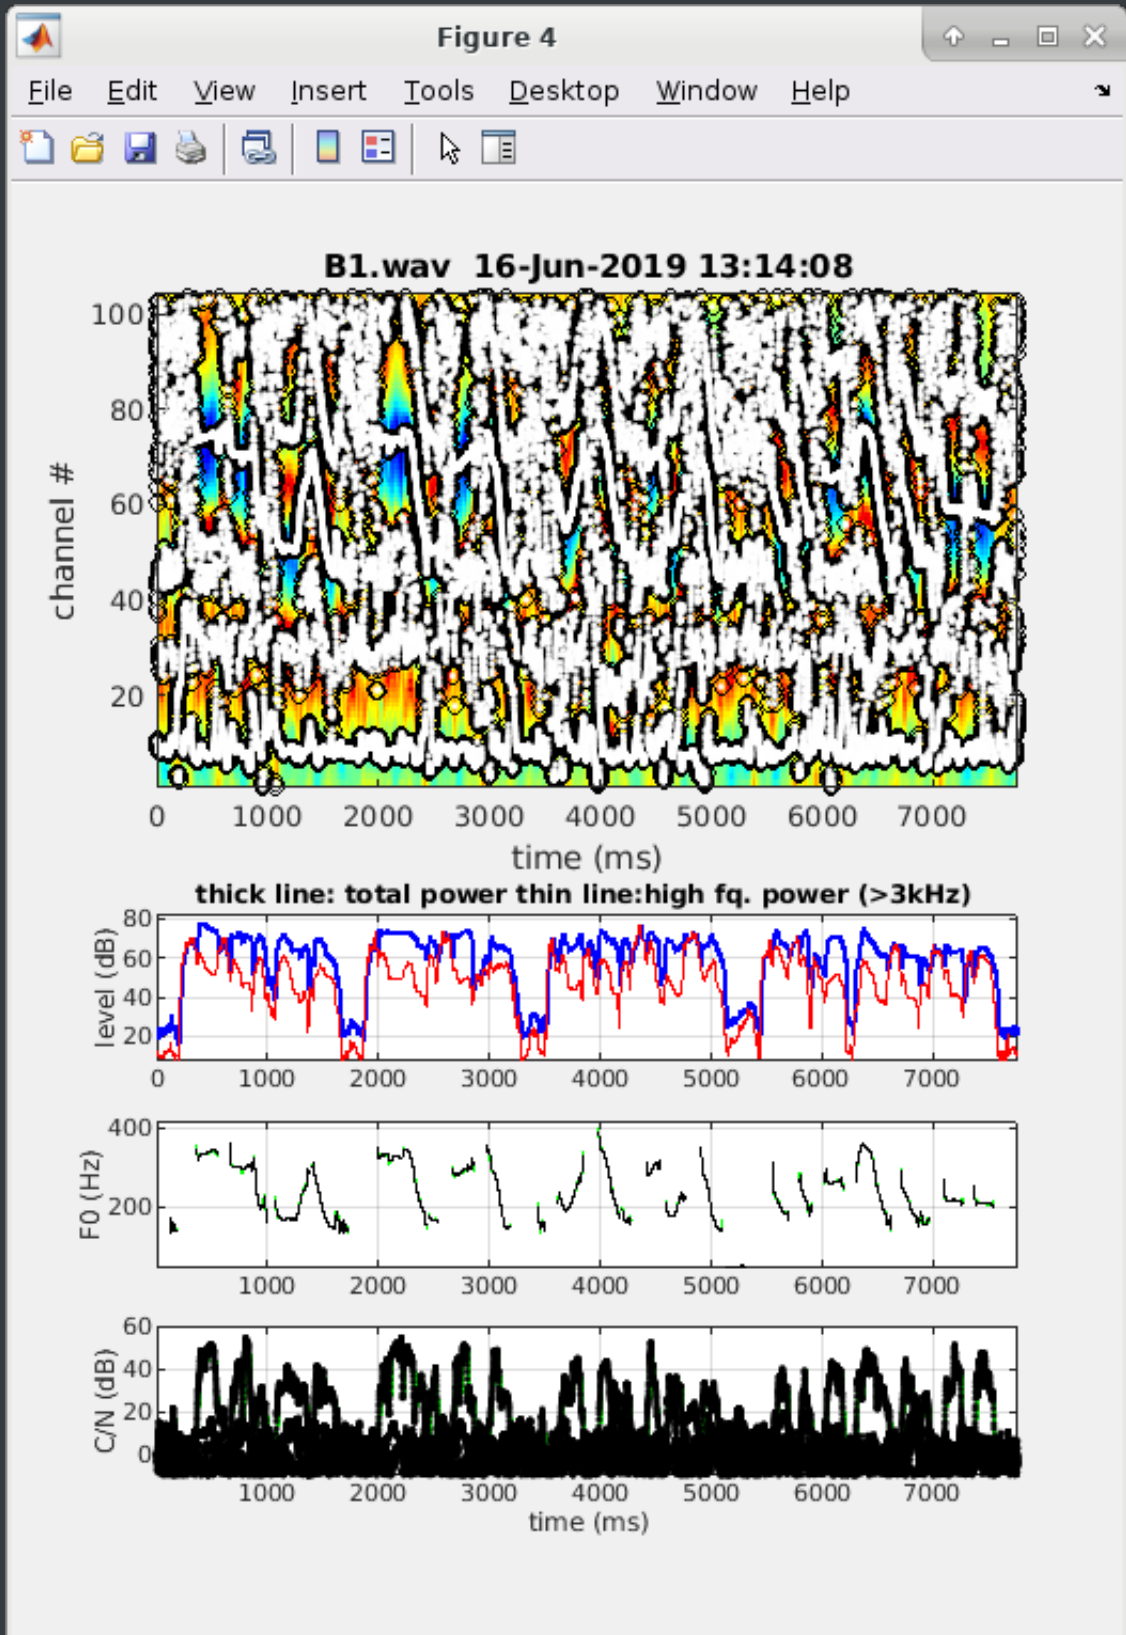 Figure 4
File Edit View Insert Tools Desktop Window Help
B1.wav 16-Jun-2019 13:14:08
100
80
60
40
20
channel #
0 1000 2000 3000 4000 5000 6000 7000
time (ms)
thick line: total power thin line:high fq. power (>3kHz)
80
60
40
20
level (dB)
0 1000 2000 3000 4000 5000 6000 7000
400
200
F0 (Hz)
1000 2000 3000 4000 5000 6000 7000
60
40
20
0
C/N (dB)
1000 2000 3000 4000 5000 6000 7000
time (ms)